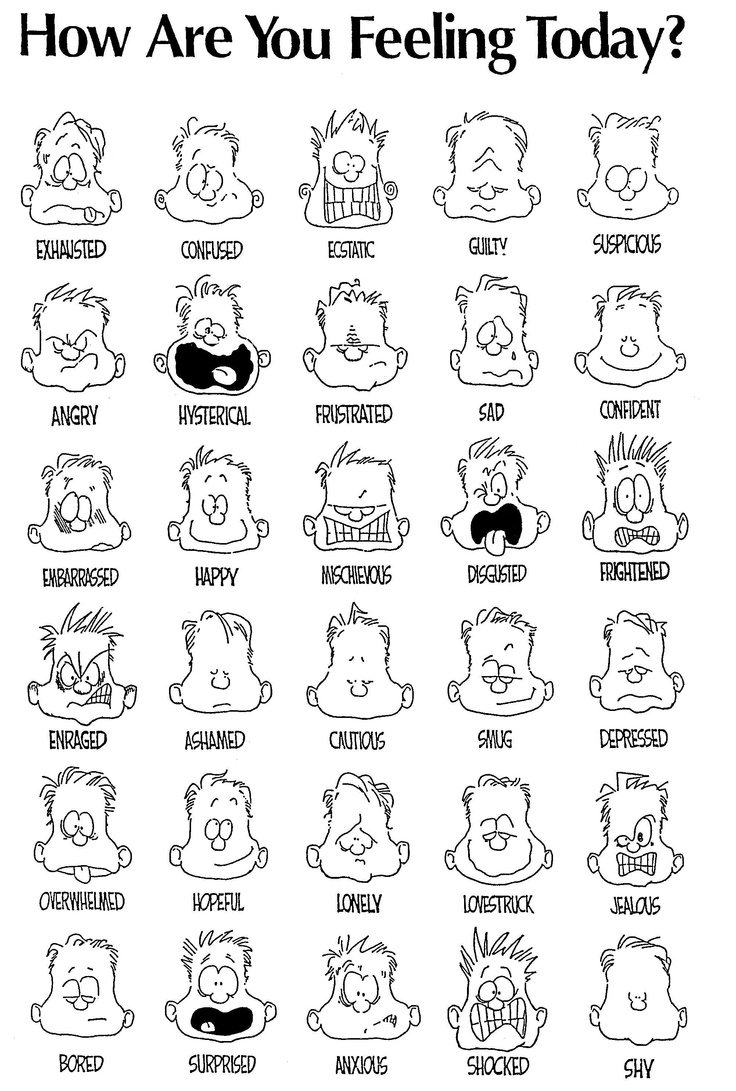 How Are You Feeling Today?
EXHAUSTED CONFUSED ECSTATIC GUILTY SUSPICIOUS
ANGRY HYSTERICAL FRUSTRATED SAD CONFIDENT
EMBARRASSED HAPPY MISCHIEVOUS DISGUSTED FRIGHTENED
ENRAGED ASHAMED CAUTIOUS SMUG DEPRESSED
OVERWHELMED HOPEFUL LONELY LOVESTRUCK JEALOUS
BORED SURPRISED ANXIOUS SHOCKED SHY